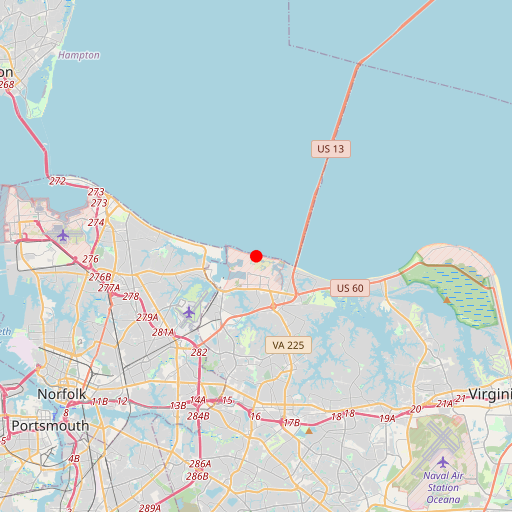 Hampton
on
268
US 13
272
273
273
274
276
276B
277A
278
US 60
279A
281A
282
VA 225
Norfolk
8
11B
13B
14A
15
284B
16
17B
18
18
19A
20
21A
21
Virgini
Portsmouth
4B
286A
286B
289A
Naval Air
Station
Oceana
eth